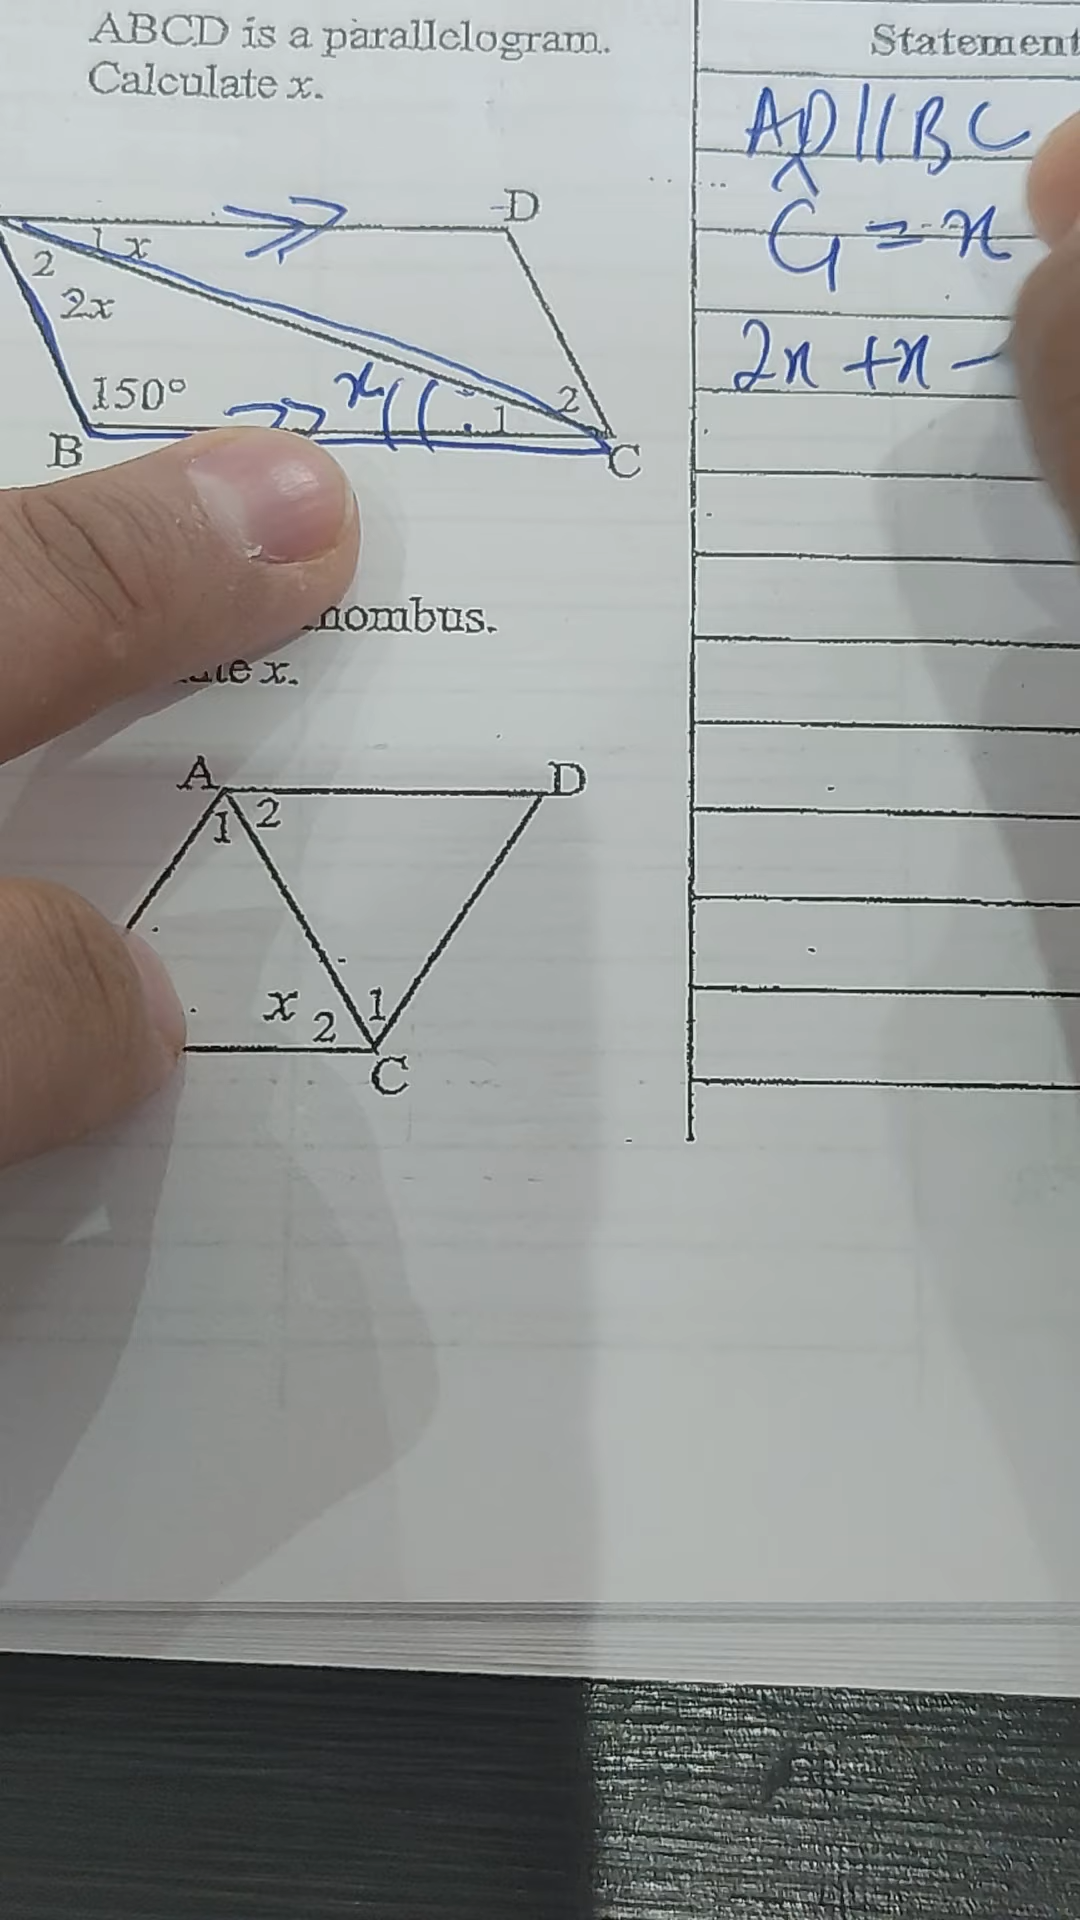 ABCD is a parallelogram.
Calculate x.
Statement
AD // BC
Ĉ1 = x
2x + x
D
1 x
2
2x
150°
x
1
2
B
C
x.
A
D
1
2
x
2
1
C